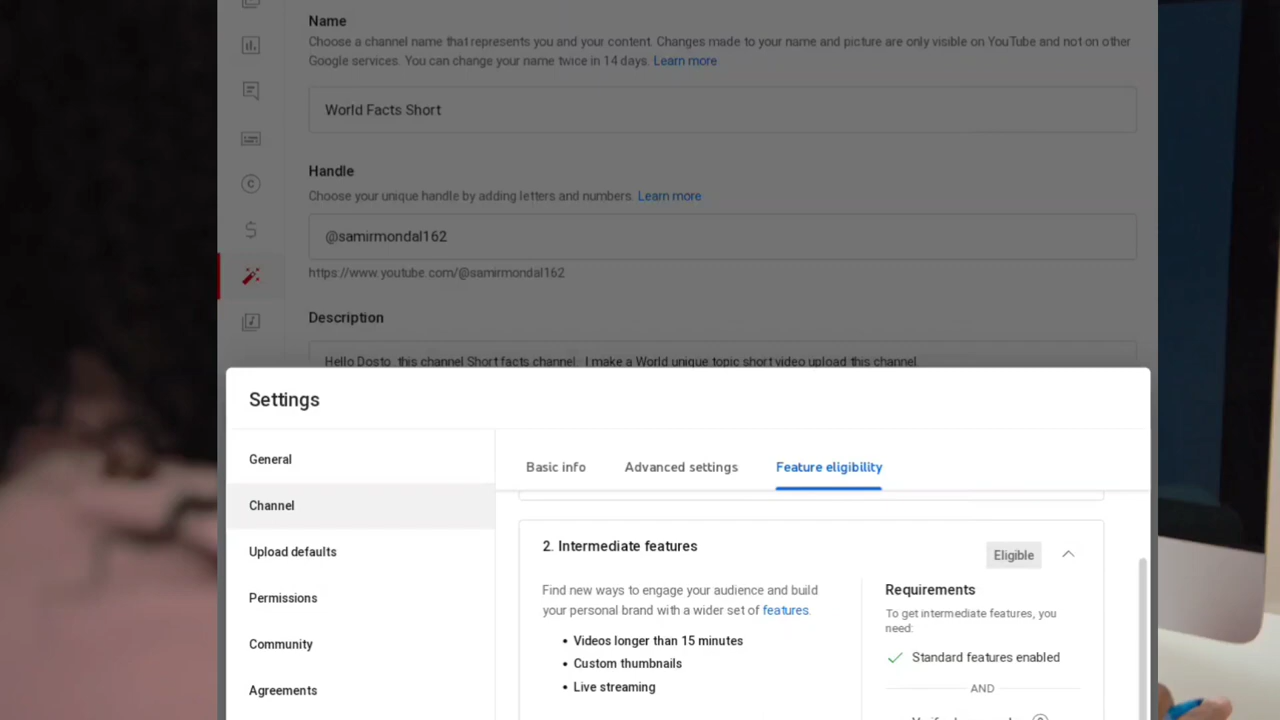 Name
Choose a channel name that represents you and your content. Changes made to your name and picture are only visible on YouTube and not on other
Google services. You can change your name twice in 14 days. Learn more
World Facts Short
Handle
Choose your unique handle by adding letters and numbers. Learn more
@samirmondal162
https://www.youtube.com/@samirmondal162
Description
Hello Dosto, this channel Short facts channel. I make a World unique topic short video upload this channel.
Settings
General
Channel
Upload defaults
Permissions
Community
Agreements
Basic info
Advanced settings
Feature eligibility
2. Intermediate features
Eligible
Find new ways to engage your audience and build
your personal brand with a wider set of features.
• Videos longer than 15 minutes
• Custom thumbnails
• Live streaming
Requirements
To get intermediate features, you
need:
Standard features enabled
AND